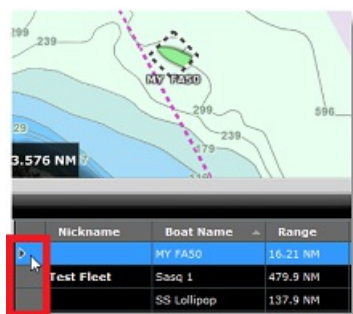 299
239
MY FA50
299
596
29
239
479
3.576 NM
Nickname Boat Name Range
MY FA50 16.21 NM
Test Fleet Sasq 1 479.9 NM
SS Lollipop 137.9 NM